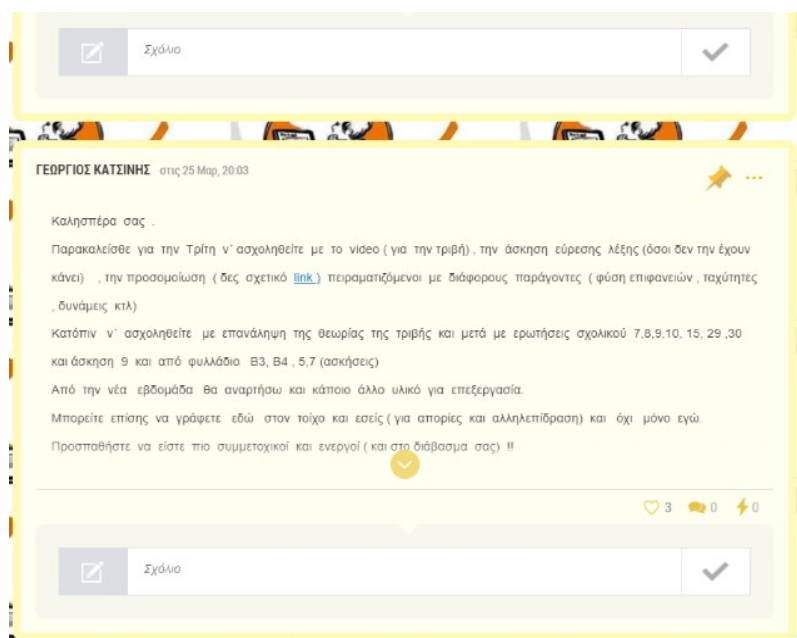 Σχόλιο
ΓΕΩΡΓΙΟΣ ΚΑΤΣΙΝΗΣ στις 25 Μαρ, 20:03
Καλησπέρα σας .
Παρακαλείσθε για την Τρίτη ν΄ ασχοληθείτε με το video ( για την τριβή) , την άσκηση εύρεσης λέξης (όσοι δεν την έχουν
κάνει) , την προσομοίωση ( δες σχετικό link ) πειραματιζόμενοι με διάφορους παράγοντες ( φύση επιφανειών , ταχύτητες
, δυνάμεις κτλ)
Κατόπιν ν΄ ασχοληθείτε με επανάληψη της θεωρίας της τριβής και μετά με ερωτήσεις σχολικού 7,8,9,10, 15, 29 ,30
και άσκηση 9 και από φυλλάδιο Β3, Β4 , 5,7 (ασκήσεις)
Από την νέα εβδομάδα θα αναρτήσω και κάποιο άλλο υλικό για επεξεργασία.
Μπορείτε επίσης να γράφετε εδώ στον τοίχο και εσείς ( για απορίες και αλληλεπίδραση) και όχι μόνο εγώ.
Προσπαθήστε να είστε πιο συμμετοχικοί και ενεργοί ( και στο διάβασμα σας) !!
3 0 0
Σχόλιο